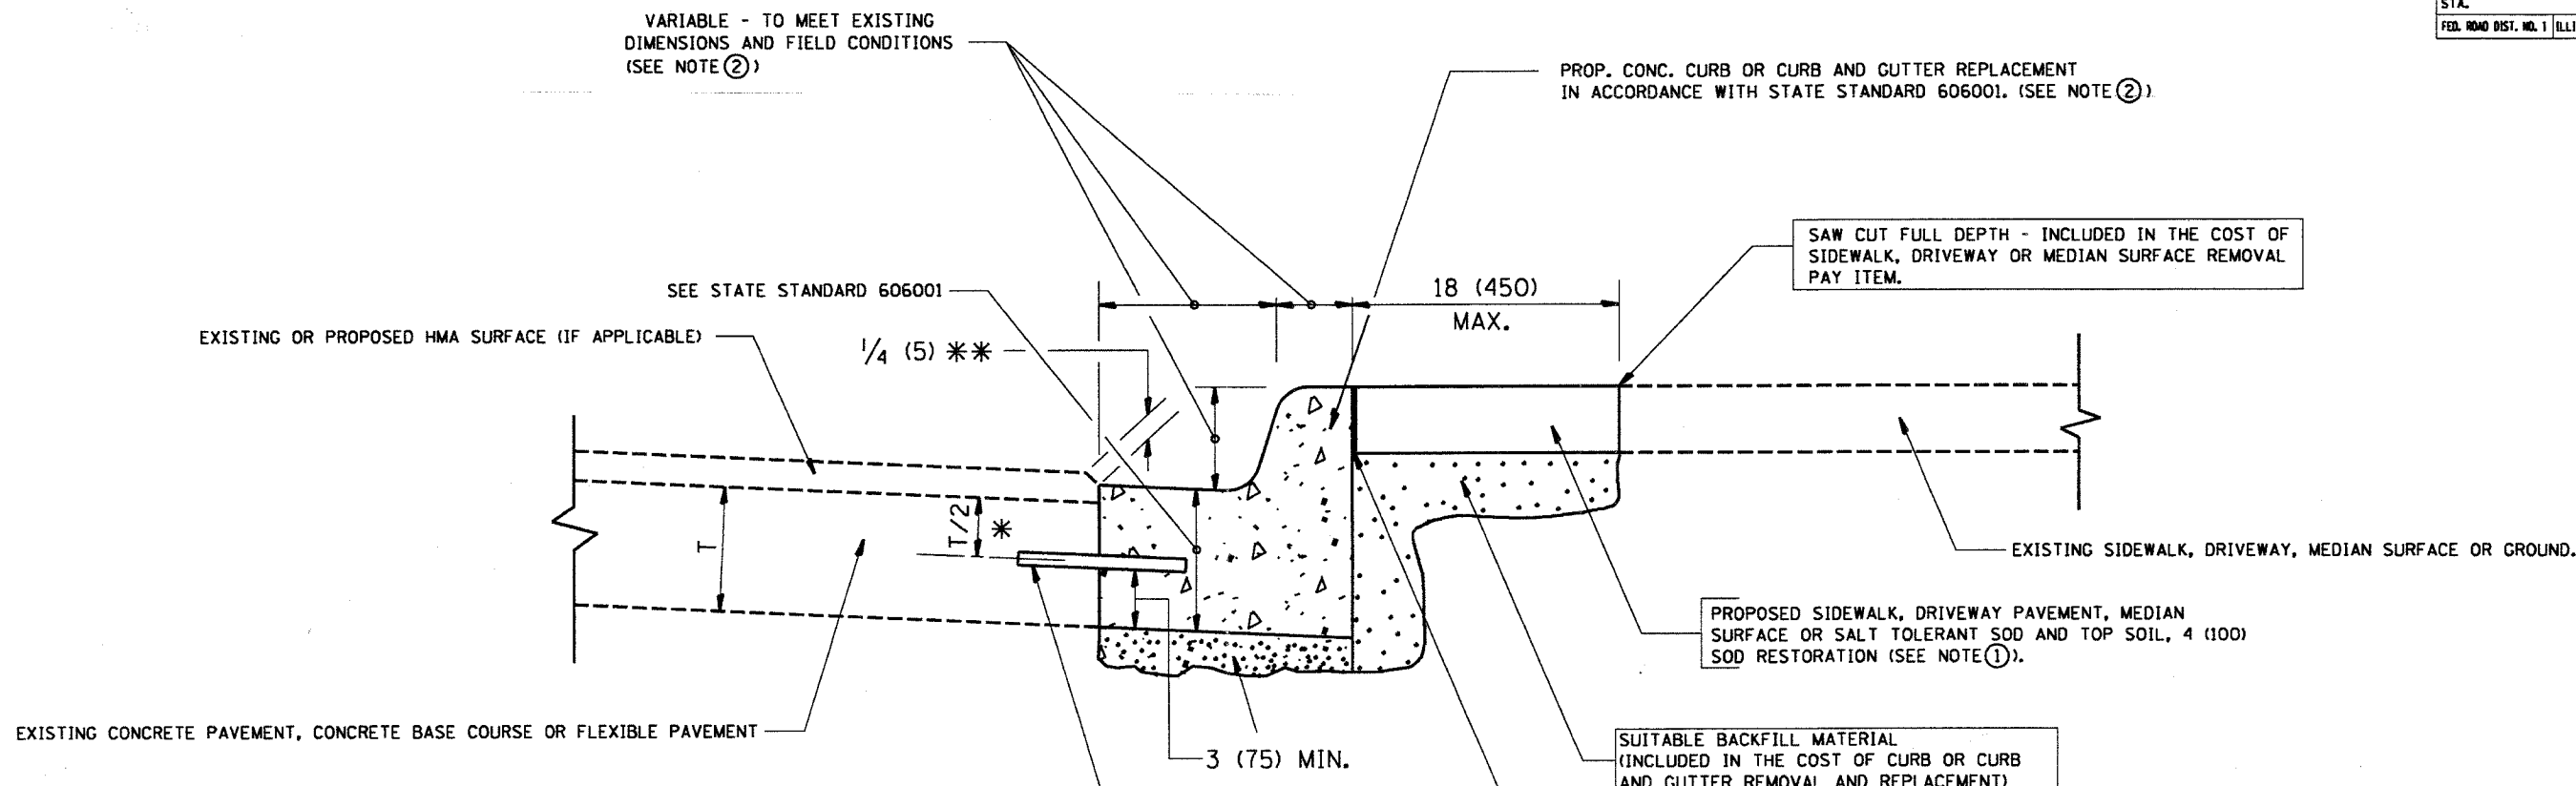 STA.
FED. ROAD DIST. NO. 1
VARIABLE - TO MEET EXISTING
DIMENSIONS AND FIELD CONDITIONS
(SEE NOTE ②)
PROP. CONC. CURB OR CURB AND GUTTER REPLACEMENT
IN ACCORDANCE WITH STATE STANDARD 606001. (SEE NOTE ②)
SAW CUT FULL DEPTH - INCLUDED IN THE COST OF
SIDEWALK, DRIVEWAY OR MEDIAN SURFACE REMOVAL
PAY ITEM.
SEE STATE STANDARD 606001
18 (450)
MAX.
EXISTING OR PROPOSED HMA SURFACE (IF APPLICABLE)
1/4 (5) **
T
T/2 *
EXISTING SIDEWALK, DRIVEWAY, MEDIAN SURFACE OR GROUND.
PROPOSED SIDEWALK, DRIVEWAY PAVEMENT, MEDIAN
SURFACE OR SALT TOLERANT SOD AND TOP SOIL, 4 (100)
SOD RESTORATION (SEE NOTE ①).
EXISTING CONCRETE PAVEMENT, CONCRETE BASE COURSE OR FLEXIBLE PAVEMENT
3 (75) MIN.
SUITABLE BACKFILL MATERIAL
(INCLUDED IN THE COST OF CURB OR CURB
AND GUTTER REMOVAL AND REPLACEMENT)